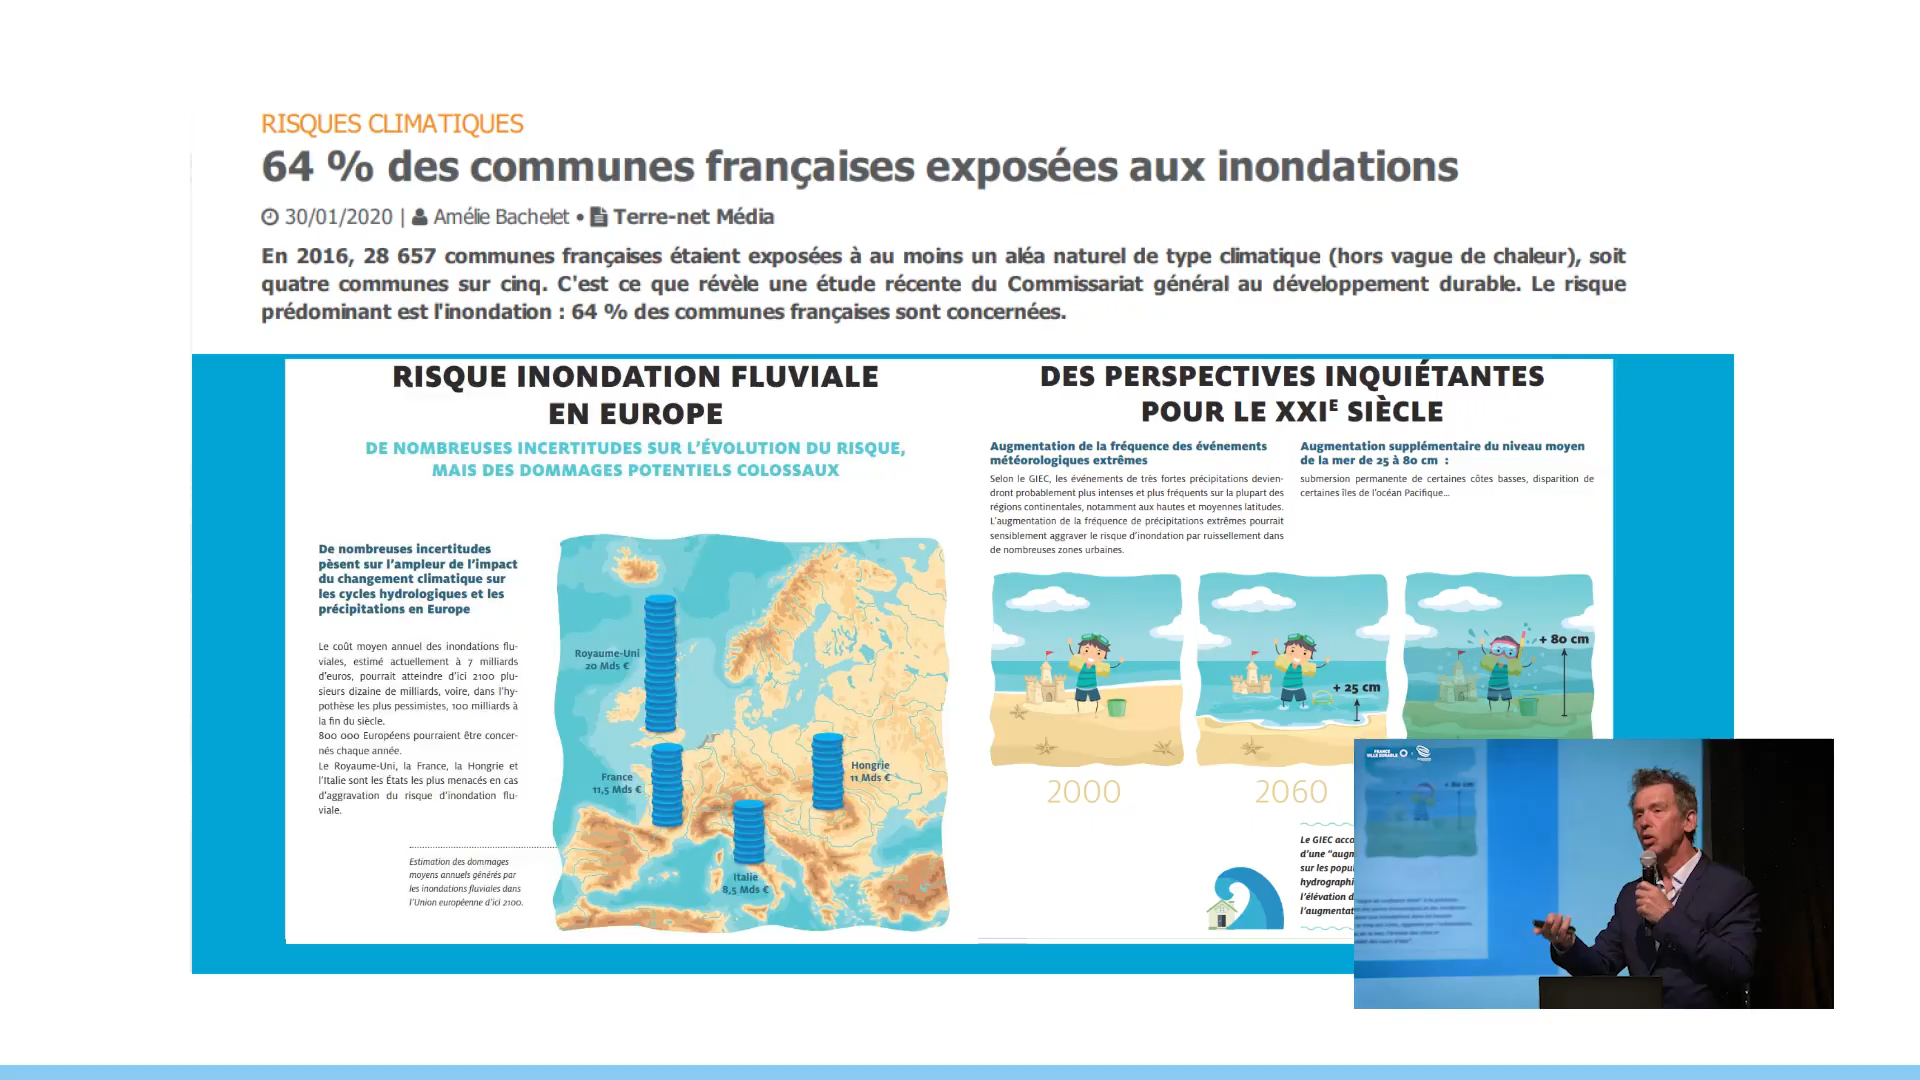 RISQUES CLIMATIQUES
64 % des communes françaises exposées aux inondations
30/01/2020 | Amélie Bachelet • Terre-net Média
En 2016, 28 657 communes françaises étaient exposées à au moins un aléa naturel de type climatique (hors vague de chaleur), soit
quatre communes sur cinq. C'est ce que révèle une étude récente du Commissariat général au développement durable. Le risque
prédominant est l'inondation : 64 % des communes françaises sont concernées.
RISQUE INONDATION FLUVIALE
EN EUROPE
DE NOMBREUSES INCERTITUDES SUR L'ÉVOLUTION DU RISQUE,
MAIS DES DOMMAGES POTENTIELS COLOSSAUX
De nombreuses incertitudes
pèsent sur l'ampleur de l'impact
du changement climatique sur
les cycles hydrologiques et les
précipitations en Europe
Le coût moyen annuel des inondations flu-
viales, estimé actuellement à 7 milliards
d'euros, pourrait atteindre d'ici 2100 plu-
sieurs dizaine de milliards, voire, dans l'hy-
pothèse les plus pessimistes, 100 milliards à
la fin du siècle.
800 000 Européens pourraient être concer-
nés chaque année.
Le Royaume-Uni, la France, la Hongrie et
l'Italie sont les États les plus menacés en cas
d'aggravation du risque d'inondation flu-
viale.
Estimation des dommages
moyens annuels générés par
les inondations fluviales dans
l'Union européenne d'ici 2100.
Royaume-Uni
20 Mds €
France
11,5 Mds €
Hongrie
11 Mds €
Italie
8,5 Mds €
DES PERSPECTIVES INQUIÉTANTES
POUR LE XXIE SIÈCLE
Augmentation de la fréquence des événements
météorologiques extrêmes
Selon le GIEC, les événements de très fortes précipitations devien-
dront probablement plus intenses et plus fréquents sur la plupart des
régions continentales, notamment aux hautes et moyennes latitudes.
L'augmentation de la fréquence de précipitations extrêmes pourrait
sensiblement aggraver le risque d'inondation par ruissellement dans
de nombreuses zones urbaines.
Augmentation supplémentaire du niveau moyen
de la mer de 25 à 80 cm :
submersion permanente de certaines côtes basses, disparition de
certaines îles de l'océan Pacifique...
+ 25 cm
+ 80 cm
2000
2060
Le GIEC
d'une "augm
sur les
hydrographi
l'élévation d
l'augmentat
FRANCE
VILLE DURABLE